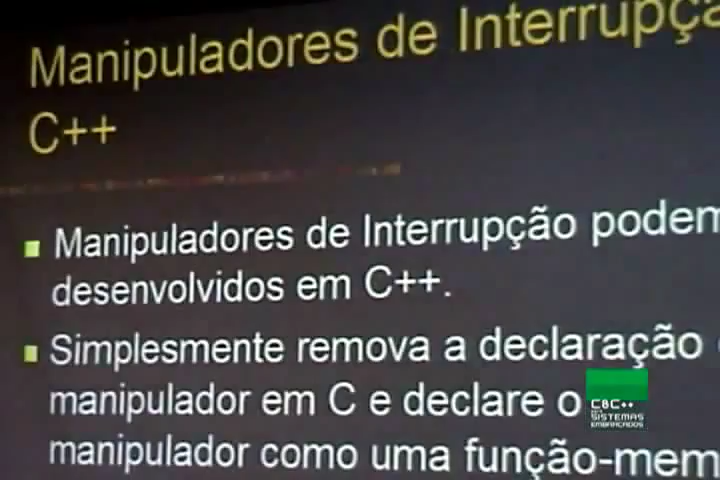 Manipuladores de Interrupçã
C++
Manipuladores de Interrupção podem
desenvolvidos em C++.
Simplesmente remova a declaração
manipulador em C e declare o
manipulador como uma função-mem
C&C++
SISTEMAS
EMBARCADOS